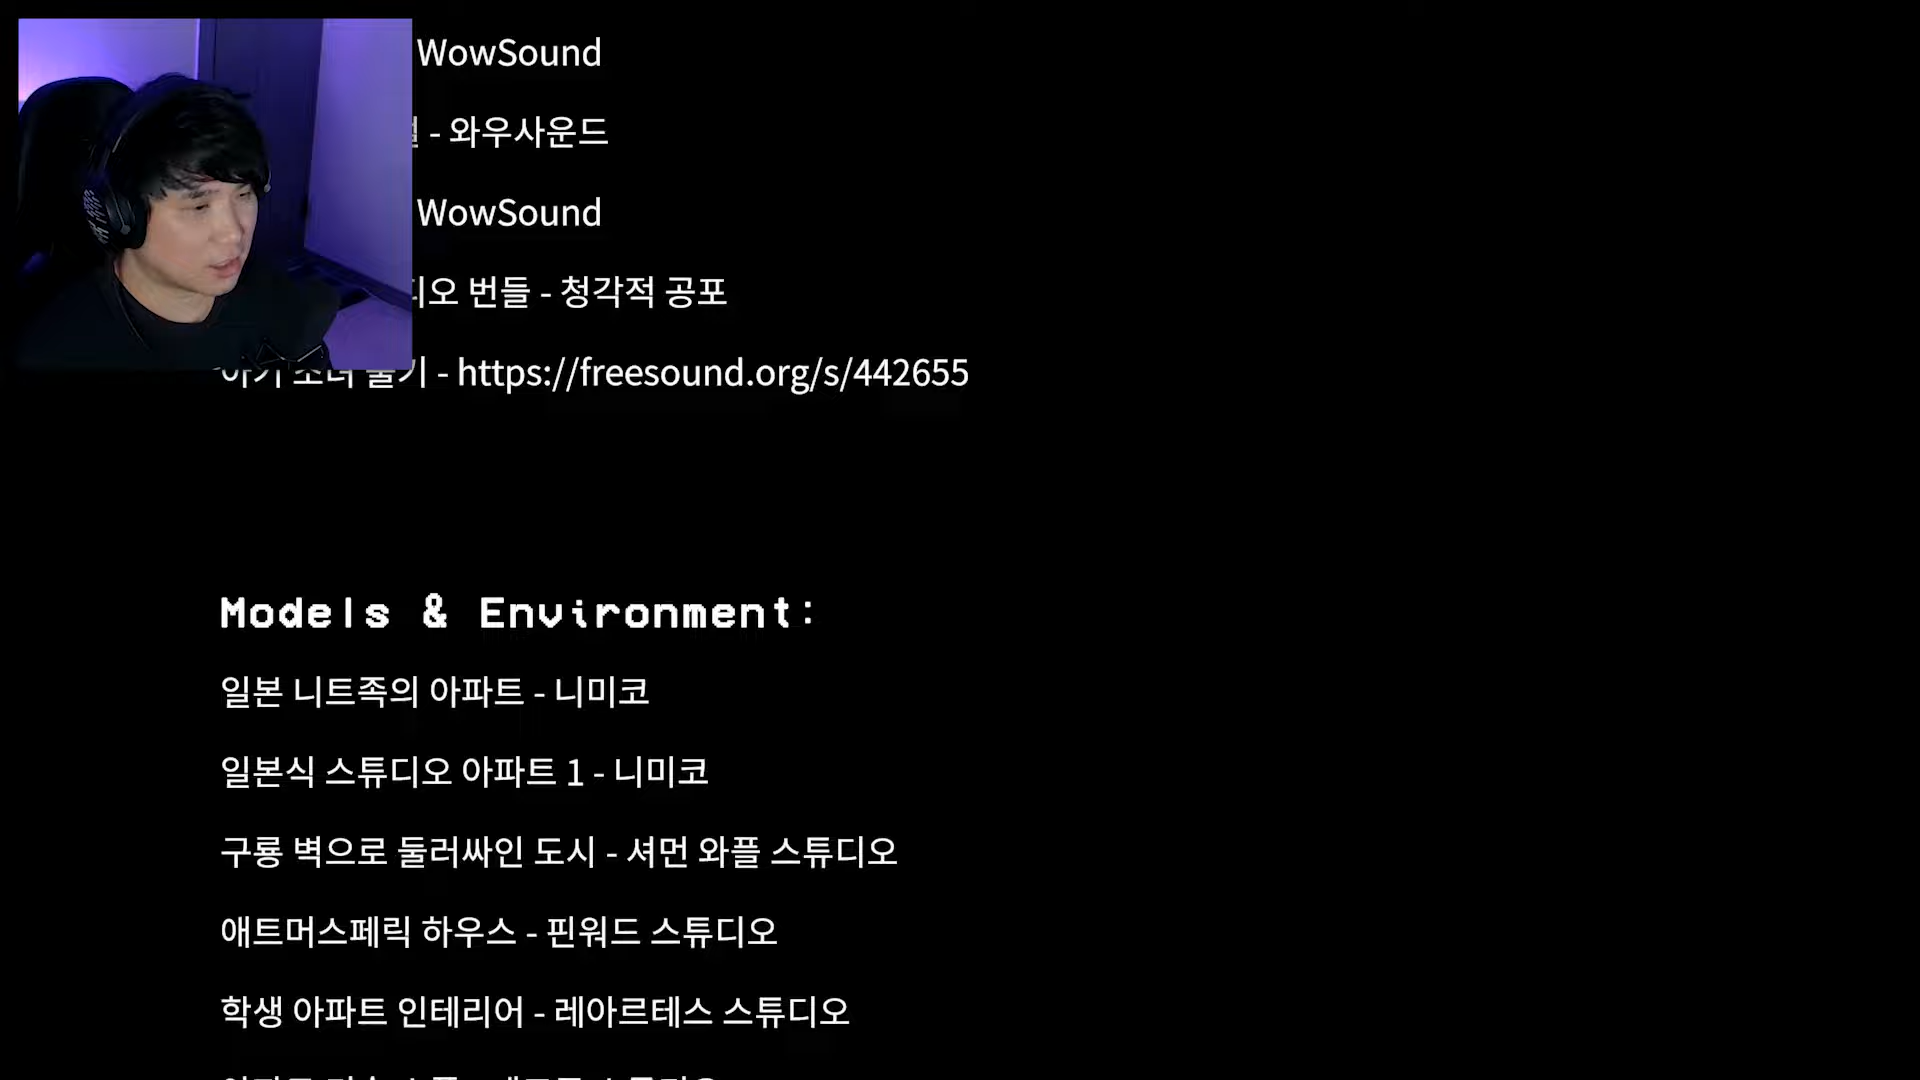 WowSound
- 와우사운드
WowSound
번들 - 청각적 공포
- https://freesound.org/s/442655
Models & Environment:
일본 니트족의 아파트 - 니미코
일본식 스튜디오 아파트 1 - 니미코
구룡 벽으로 둘러싸인 도시 - 셔먼 와플 스튜디오
애트머스페릭 하우스 - 핀워드 스튜디오
학생 아파트 인테리어 - 레아르테스 스튜디오